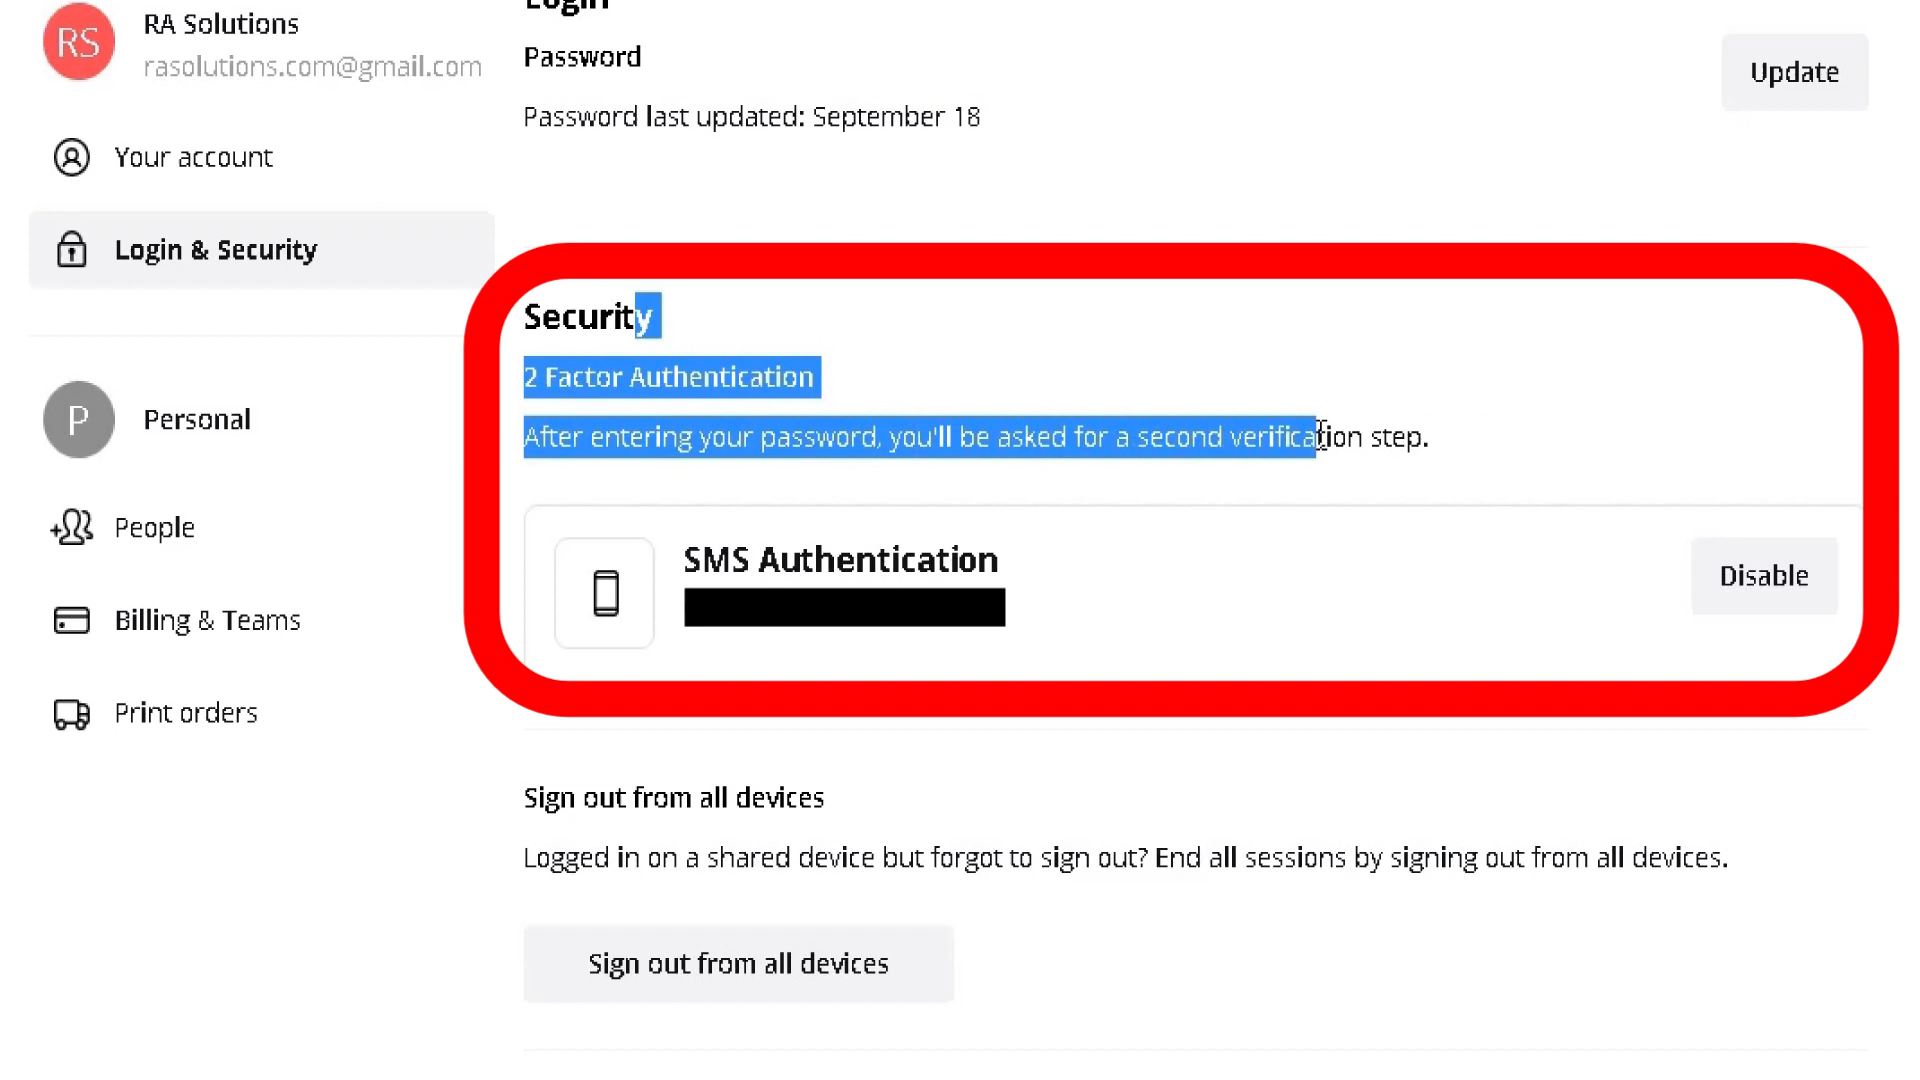 Login
RS
RA Solutions
rasolutions.com@gmail.com
Your account
Login & Security
P
Personal
People
Billing & Teams
Print orders
Password
Update
Password last updated: September 18
Security
2 Factor Authentication
After entering your password, you'll be asked for a second verification step.
SMS Authentication
Disable
Sign out from all devices
Logged in on a shared device but forgot to sign out? End all sessions by signing out from all devices.
Sign out from all devices